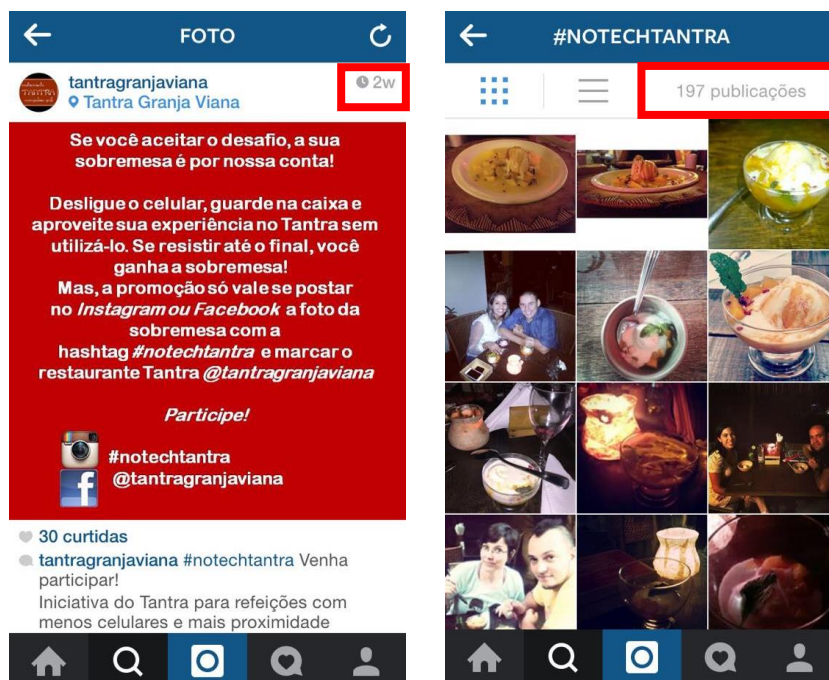 FOTO
tantragranjaviana
2w
Tantra Granja Viana
Se você aceitar o desafio, a sua
sobremesa é por nossa conta!
Desligue o celular, guarde na caixa e
aproveite sua experiência no Tantra sem
utilizá-lo. Se resistir até o final, você
ganha a sobremesa!
Mas, a promoção só vale se postar
no Instagram ou Facebook a foto da
sobremesa com a
hashtag #notechtantra e marcar o
restaurante Tantra @tantragranjaviana
Participe!
#notechtantra
@tantragranjaviana
30 curtidas
tantragranjaviana #notechtantra Venha
participar!
Iniciativa do Tantra para refeições com
menos celulares e mais proximidade
#NOTECHTANTRA
197 publicações